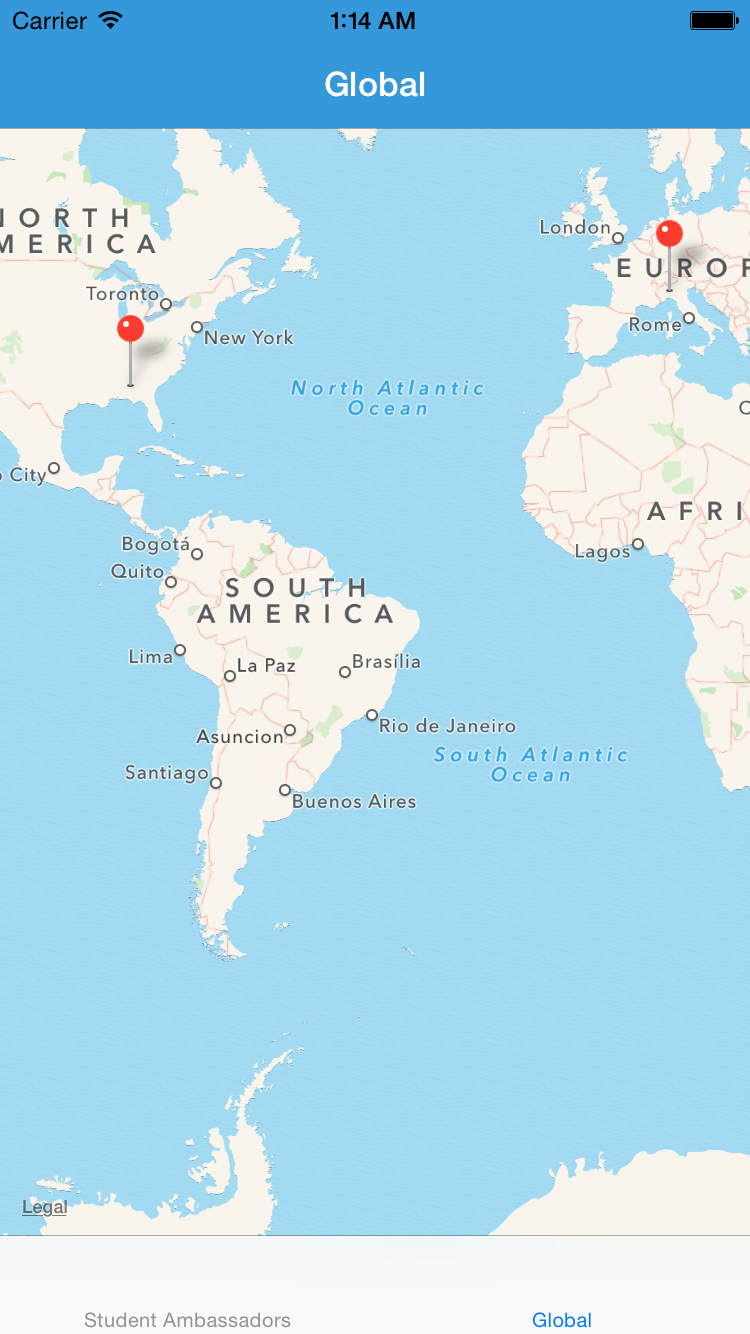 Carrier 1:14 AM
Global
NORTH
MERICA
London
EUROP
Toronto
Rome
New York
North Atlantic
Ocean
City
AFRI
Bogotá
Lagos
Quito
SOUTH
AMERICA
Lima
La Paz
Brasília
Asuncion
Rio de Janeiro
South Atlantic
Ocean
Santiago
Buenos Aires
Legal
Student Ambassadors Global